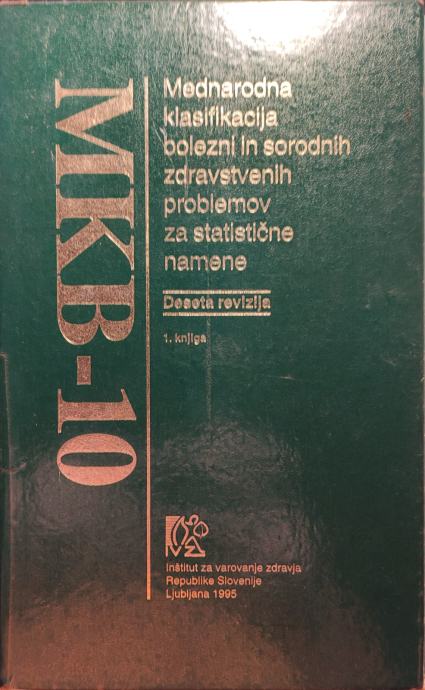 MKB-10
Mednarodna
klasifikacija
bolezni in sorodnih
zdravstvenih
problemov
za statistične
namene
Deseta revizija
1. knjiga
IVZ
Inštitut za varovanje zdravja
Republike Slovenije
Ljubljana 1995